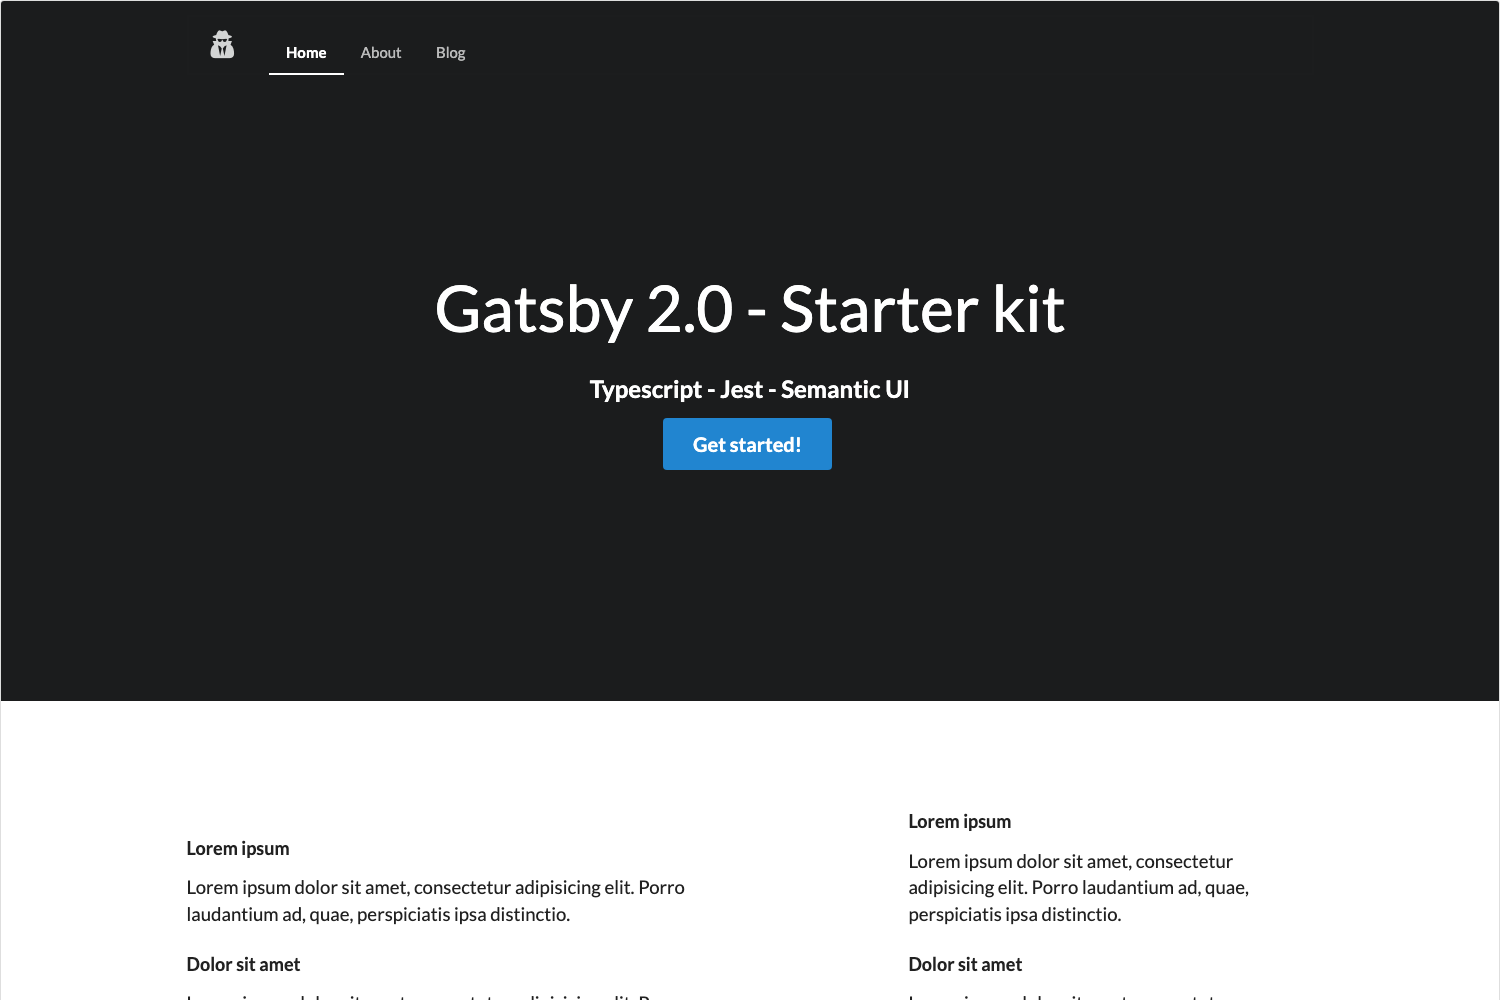 Home About Blog
Gatsby 2.0 - Starter kit
Typescript - Jest - Semantic UI
Get started!
Lorem ipsum
Lorem ipsum dolor sit amet, consectetur adipisicing elit. Porro
laudantium ad, quae, perspiciatis ipsa distinctio.
Dolor sit amet
Lorem ipsum
Lorem ipsum dolor sit amet, consectetur
adipisicing elit. Porro laudantium ad, quae,
perspiciatis ipsa distinctio.
Dolor sit amet